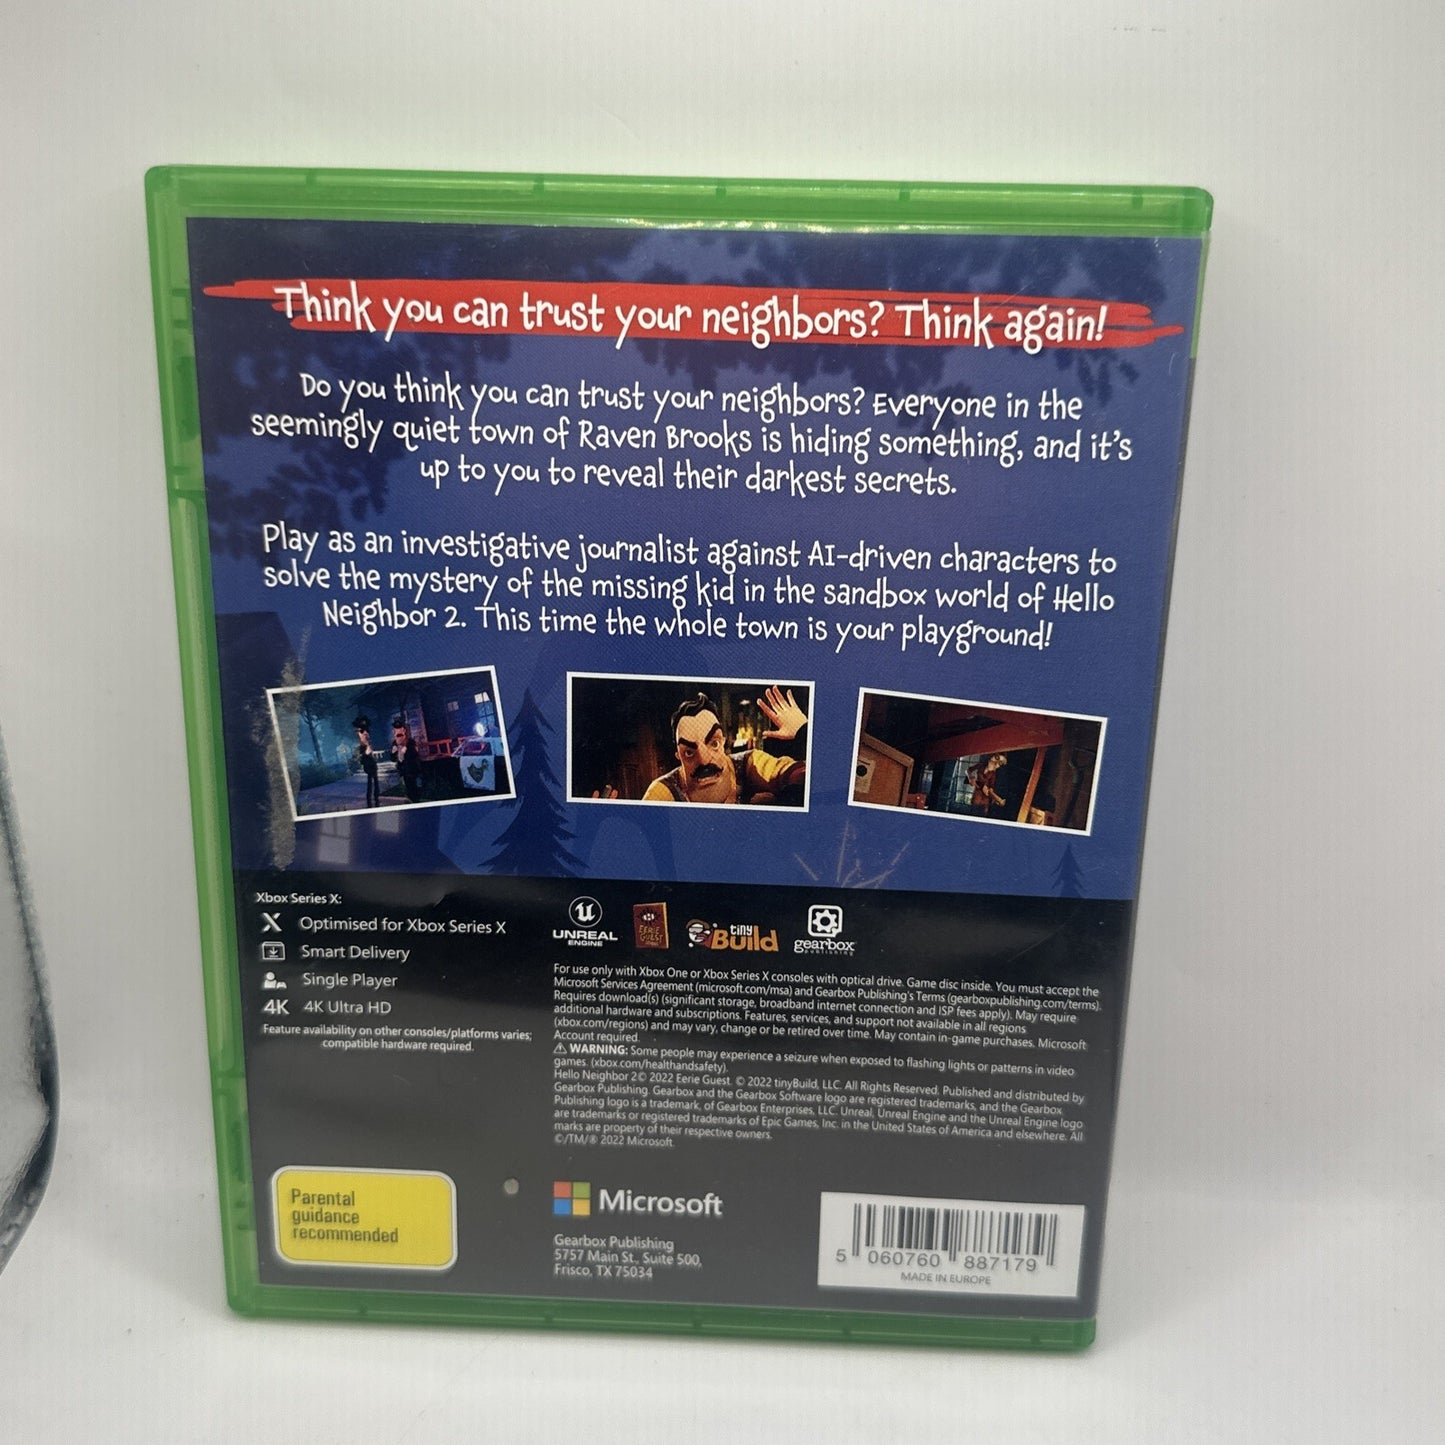 Think you can trust your neighbors? Think again!
Do you think you can trust your neighbors? Everyone in the
seemingly quiet town of Raven Brooks is hiding something, and it's
up to you to reveal their darkest secrets.
Play as an investigative journalist against AI-driven characters to
solve the mystery of the missing kid in the sandbox world of Hello
Neighbor 2. This time the whole town is your playground!
Xbox Series X:
Optimised for Xbox Series X
Smart Delivery
Single Player
4K 4K Ultra HD
Feature availability on other consoles/platforms varies;
compatible hardware required.
UNREAL
ENGINE
EERIE
GUEST
tiny
Build
gearbox
publishing
For use only with Xbox One or Xbox Series X consoles with optical drive. Game disc inside. You must accept the
Microsoft Services Agreement (microsoft.com/msa) and Gearbox Publishing's Terms (gearboxpublishing.com/terms).
Requires download(s) (significant storage, broadband internet connection and ISP fees apply). May require
additional hardware and subscriptions. Features, services, and support not available in all regions
(xbox.com/regions) and may vary, change or be retired over time. May contain in-game purchases. Microsoft
Account required.
⚠ WARNING: Some people may experience a seizure when exposed to flashing lights or patterns in video
games. (xbox.com/healthandsafety).
Hello Neighbor 2© 2022 Eerie Guest. © 2022 tinyBuild, LLC. All Rights Reserved. Published and distributed by
Gearbox Publishing. Gearbox and the Gearbox Software logo are registered trademarks, and the Gearbox
Publishing logo is a trademark, of Gearbox Enterprises, LLC. Unreal, Unreal Engine and the Unreal Engine logo
are trademarks or registered trademarks of Epic Games, Inc. in the United States of America and elsewhere. All
marks are property of their respective owners.
©/TM/® 2022 Microsoft.
Parental
guidance
recommended
Microsoft
Gearbox Publishing
5757 Main St., Suite 500,
Frisco, TX 75034
5 060760 887179
MADE IN EUROPE